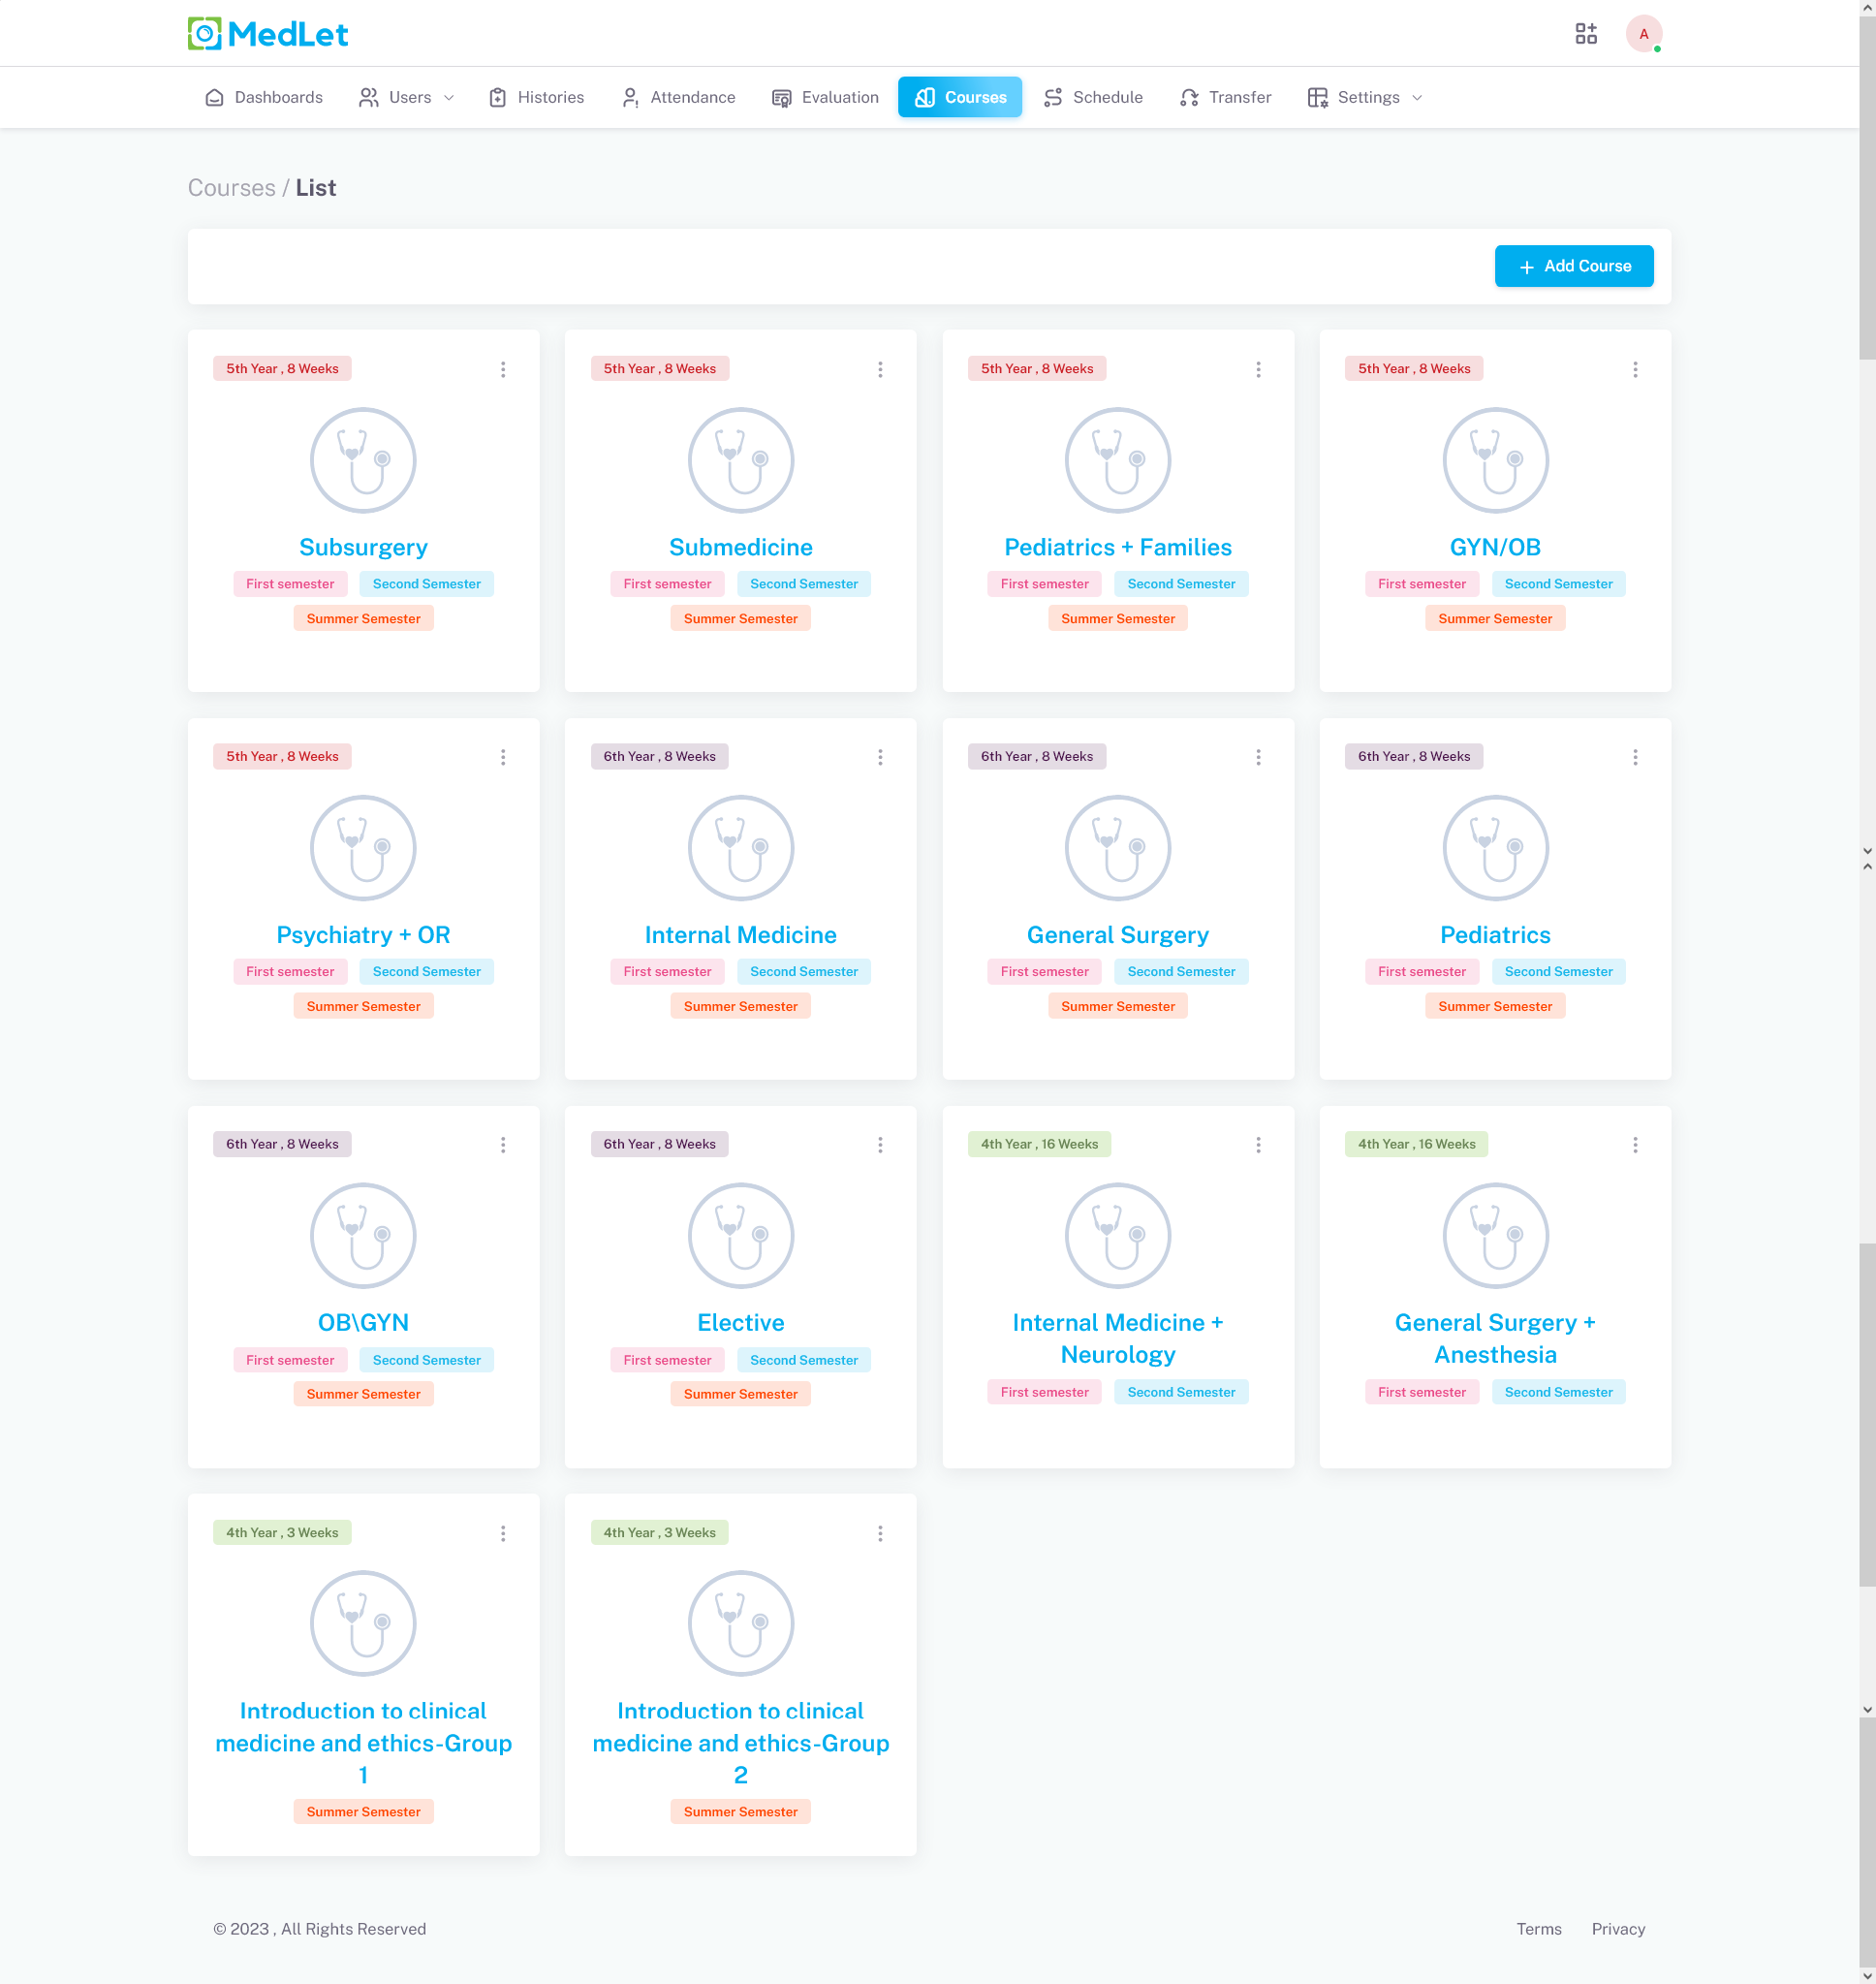 MedLet
A
Dashboards
Users
Histories
Attendance
Evaluation
Courses
Schedule
Transfer
Settings
Courses / List
Add Course
5th Year , 8 Weeks
Subsurgery
First semester Second Semester
Summer Semester
5th Year , 8 Weeks
Submedicine
First semester Second Semester
Summer Semester
5th Year , 8 Weeks
Pediatrics + Families
First semester Second Semester
Summer Semester
5th Year , 8 Weeks
GYN/OB
First semester Second Semester
Summer Semester
5th Year , 8 Weeks
Psychiatry + OR
First semester Second Semester
Summer Semester
6th Year , 8 Weeks
Internal Medicine
First semester Second Semester
Summer Semester
6th Year , 8 Weeks
General Surgery
First semester Second Semester
Summer Semester
6th Year , 8 Weeks
Pediatrics
First semester Second Semester
Summer Semester
6th Year , 8 Weeks
OB\GYN
First semester Second Semester
Summer Semester
6th Year , 8 Weeks
Elective
First semester Second Semester
Summer Semester
4th Year , 16 Weeks
Internal Medicine +
Neurology
First semester Second Semester
4th Year , 16 Weeks
General Surgery +
Anesthesia
First semester Second Semester
4th Year , 3 Weeks
Introduction to clinical
medicine and ethics-Group
1
Summer Semester
4th Year , 3 Weeks
Introduction to clinical
medicine and ethics-Group
2
Summer Semester
© 2023 , All Rights Reserved
Terms Privacy